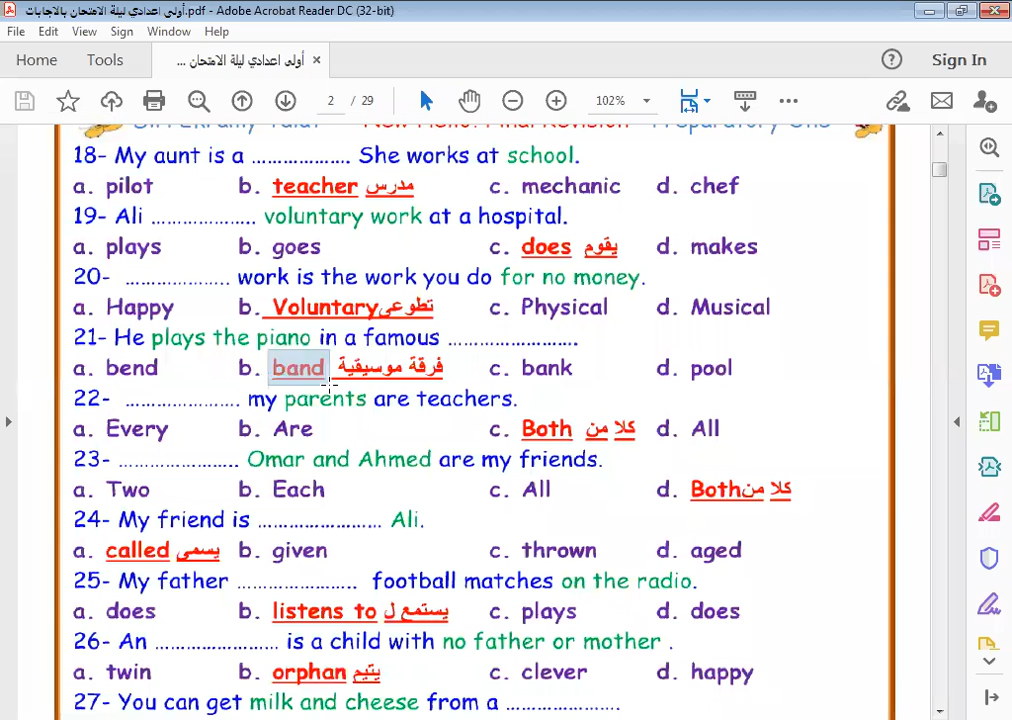 أولى اعدادي ليلة الامتحان بالاجابات.pdf - Adobe Acrobat Reader DC (32-bit)
File Edit View Sign Window Help
Home Tools أولى اعدادي ليلة الامتحان ... × Sign In
2 / 29 102%
New Hello! Final Revision Preparatory One
18- My aunt is a ………………. She works at school.
a. pilot b. teacher مدرس c. mechanic d. chef
19- Ali ……………….. voluntary work at a hospital.
a. plays b. goes c. does يقوم d. makes
20- ……………….. work is the work you do for no money.
a. Happy b. Voluntary تطوعى c. Physical d. Musical
21- He plays the piano in a famous …………………….
a. bend b. band فرقة موسيقية c. bank d. pool
22- …………………. my parents are teachers.
a. Every b. Are c. Both كلا من d. All
23- ………………….. Omar and Ahmed are my friends.
a. Two b. Each c. All d. Both كلا من
24- My friend is …………………… Ali.
a. called يسمى b. given c. thrown d. aged
25- My father ………………….. football matches on the radio.
a. does b. listens to يستمع ل c. plays d. does
26- An …………………… is a child with no father or mother .
a. twin b. orphan يتيم c. clever d. happy
27- You can get milk and cheese from a ………………….